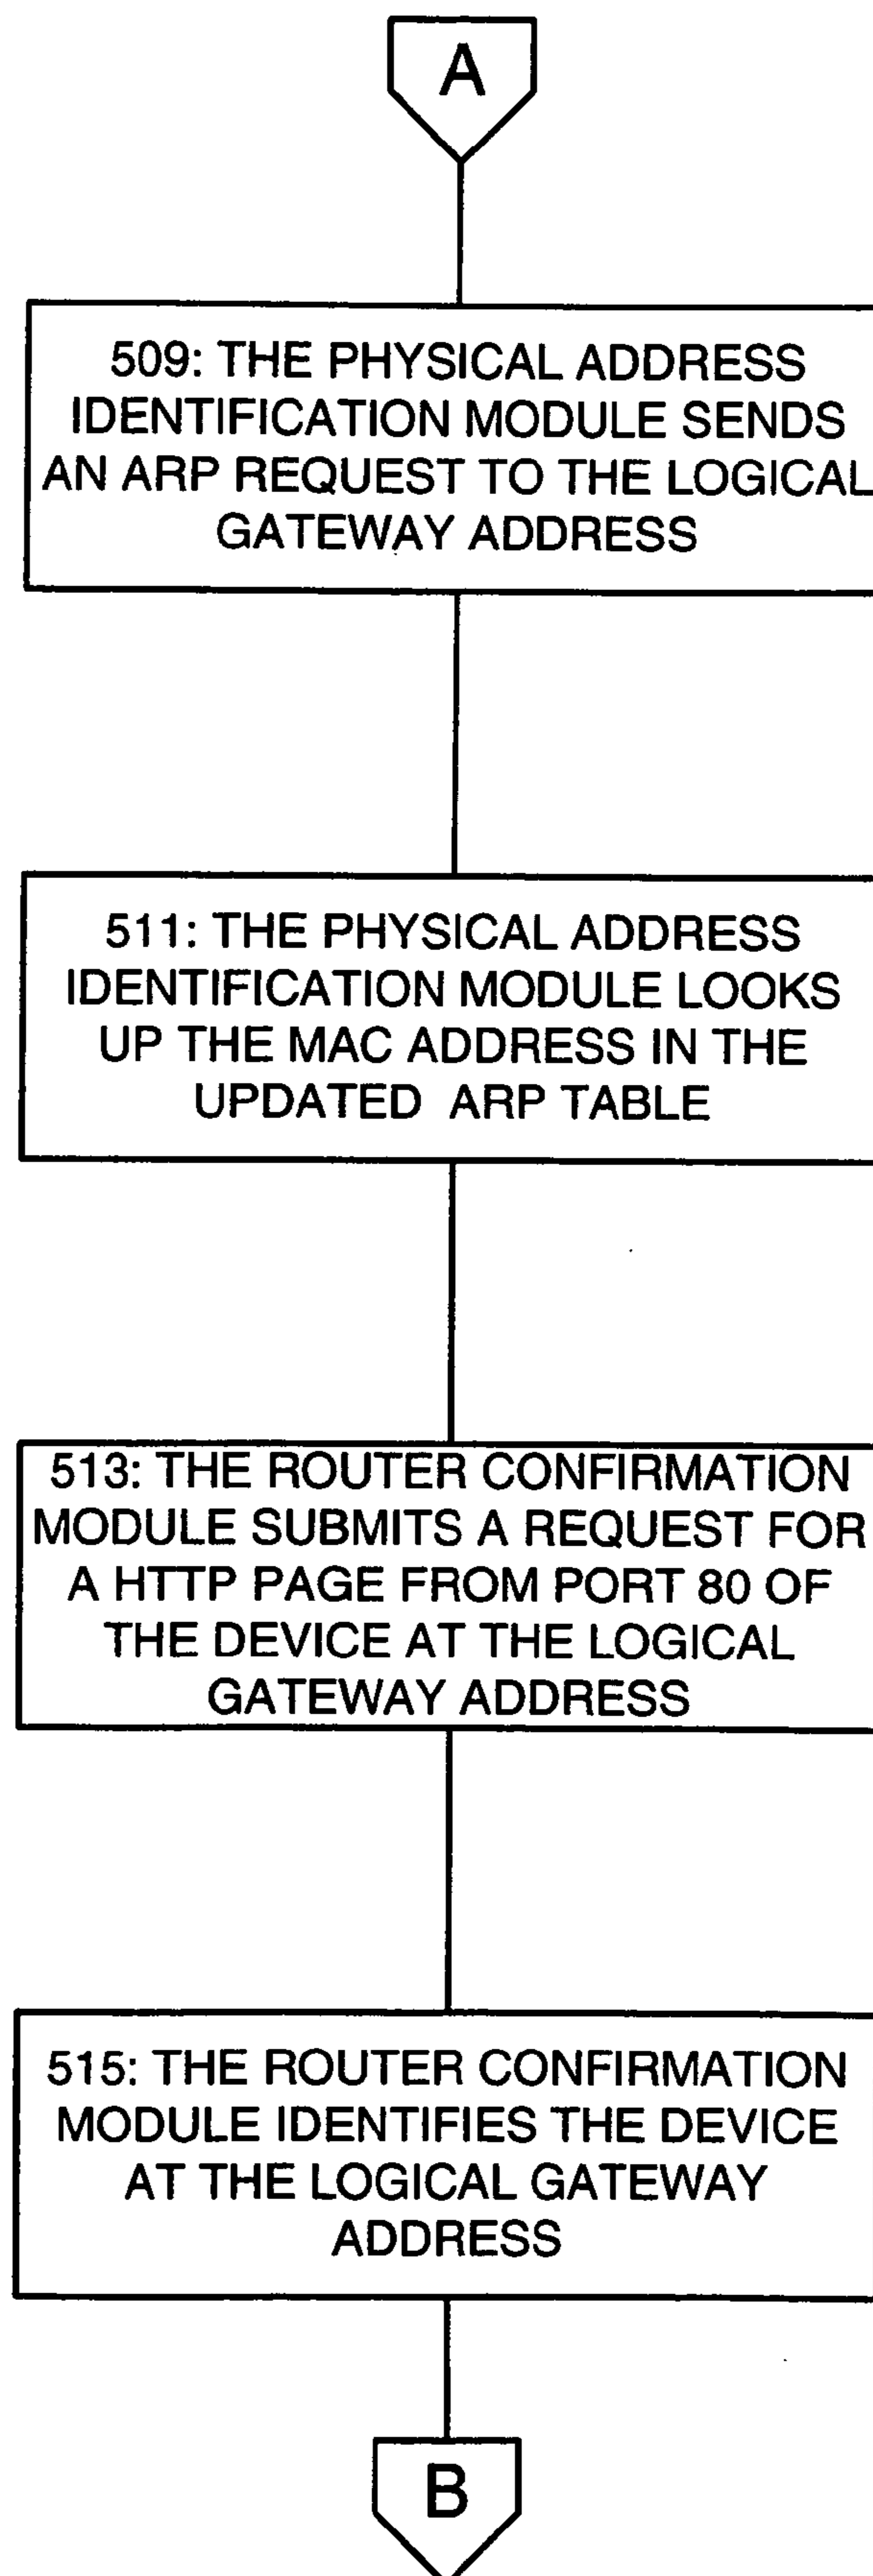 A
509: THE PHYSICAL ADDRESS
IDENTIFICATION MODULE SENDS
AN ARP REQUEST TO THE LOGICAL
GATEWAY ADDRESS
511: THE PHYSICAL ADDRESS
IDENTIFICATION MODULE LOOKS
UP THE MAC ADDRESS IN THE
UPDATED ARP TABLE
513: THE ROUTER CONFIRMATION
MODULE SUBMITS A REQUEST FOR
A HTTP PAGE FROM PORT 80 OF
THE DEVICE AT THE LOGICAL
GATEWAY ADDRESS
515: THE ROUTER CONFIRMATION
MODULE IDENTIFIES THE DEVICE
AT THE LOGICAL GATEWAY
ADDRESS
B